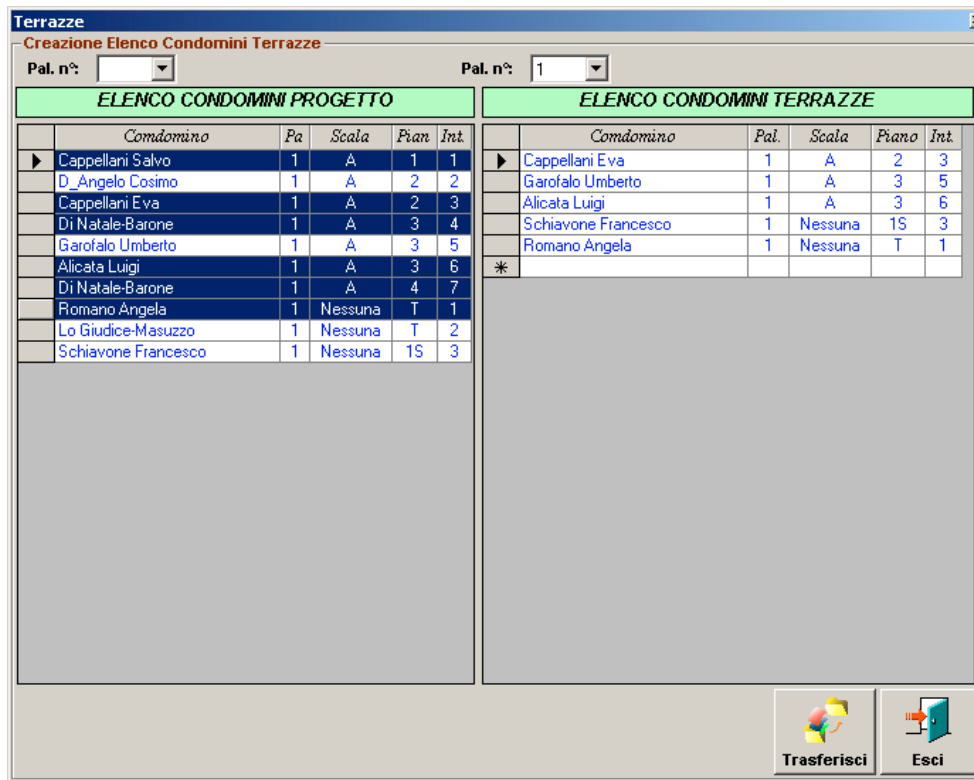 Terrazze
Creazione Elenco Condomini Terrazze
Pal. n°: Pal. n°: 1
ELENCO CONDOMINI PROGETTO ELENCO CONDOMINI TERRAZZE
Comdomino Pa Scala Pian Int. Comdomino Pal. Scala Piano Int.
Cappellani Salvo 1 A 1 1 Cappellani Eva 1 A 2 3
D_Angelo Cosimo 1 A 2 2 Garofalo Umberto 1 A 3 5
Cappellani Eva 1 A 2 3 Alicata Luigi 1 A 3 6
Di Natale-Barone 1 A 3 4 Schiavone Francesco 1 Nessuna 1S 3
Garofalo Umberto 1 A 3 5 Romano Angela 1 Nessuna T 1
Alicata Luigi 1 A 3 6
Di Natale-Barone 1 A 4 7
Romano Angela 1 Nessuna T 1
Lo Giudice-Masuzzo 1 Nessuna T 2
Schiavone Francesco 1 Nessuna 1S 3
Trasferisci Esci